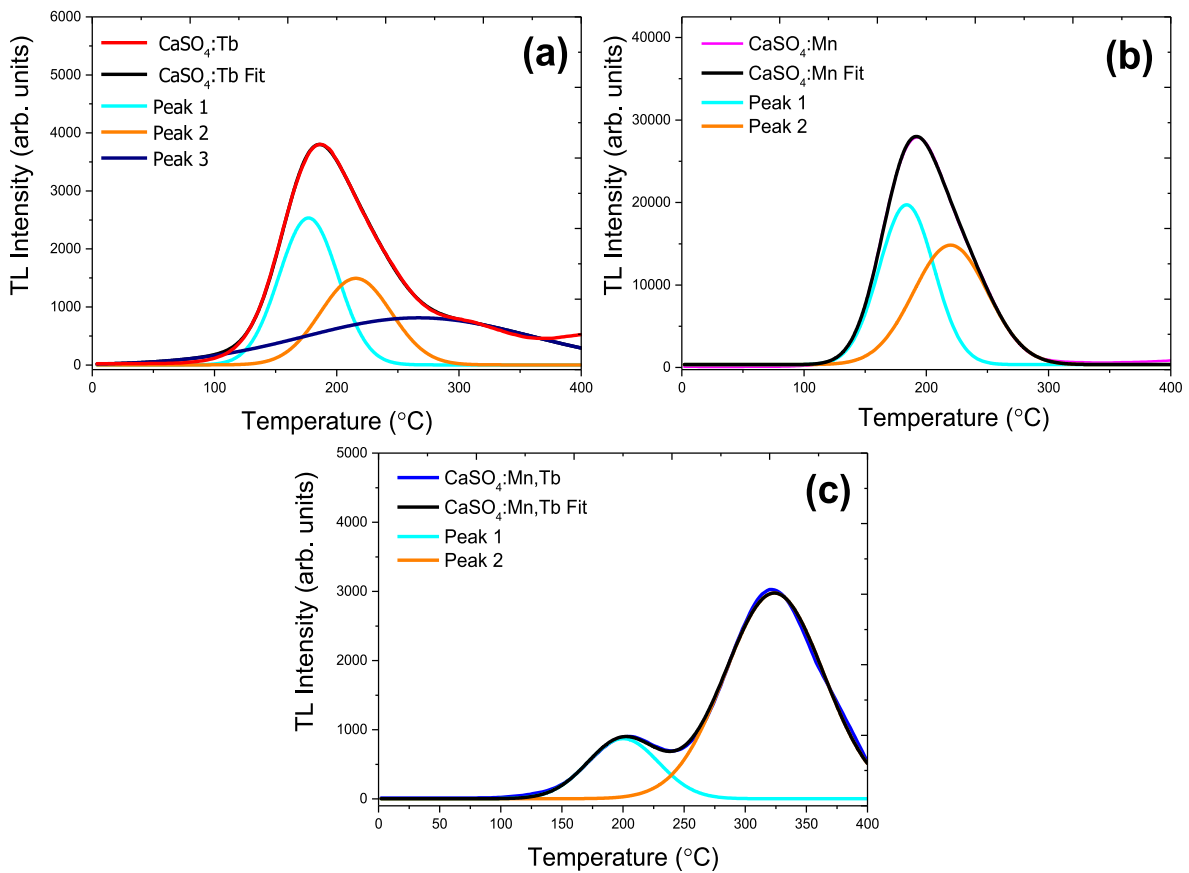 (a)
CaSO4:Tb
CaSO4:Tb Fit
Peak 1
Peak 2
Peak 3
TL Intensity (arb. units)
6000
5000
4000
3000
2000
1000
0
0 100 200 300 400
Temperature (°C)
(b)
CaSO4:Mn
CaSO4:Mn Fit
Peak 1
Peak 2
TL Intensity (arb. units)
40000
30000
20000
10000
0
0 100 200 300 400
Temperature (°C)
(c)
CaSO4:Mn,Tb
CaSO4:Mn,Tb Fit
Peak 1
Peak 2
TL Intensity (arb. units)
5000
4000
3000
2000
1000
0
0 50 100 150 200 250 300 350 400
Temperature (°C)